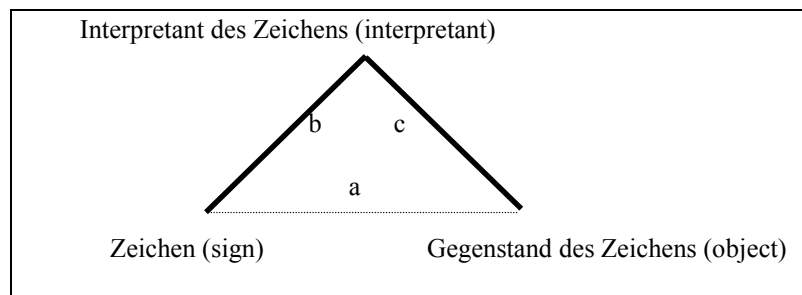 Interpretant des Zeichens (interpretant)
b
c
a
Zeichen (sign)
Gegenstand des Zeichens (object)